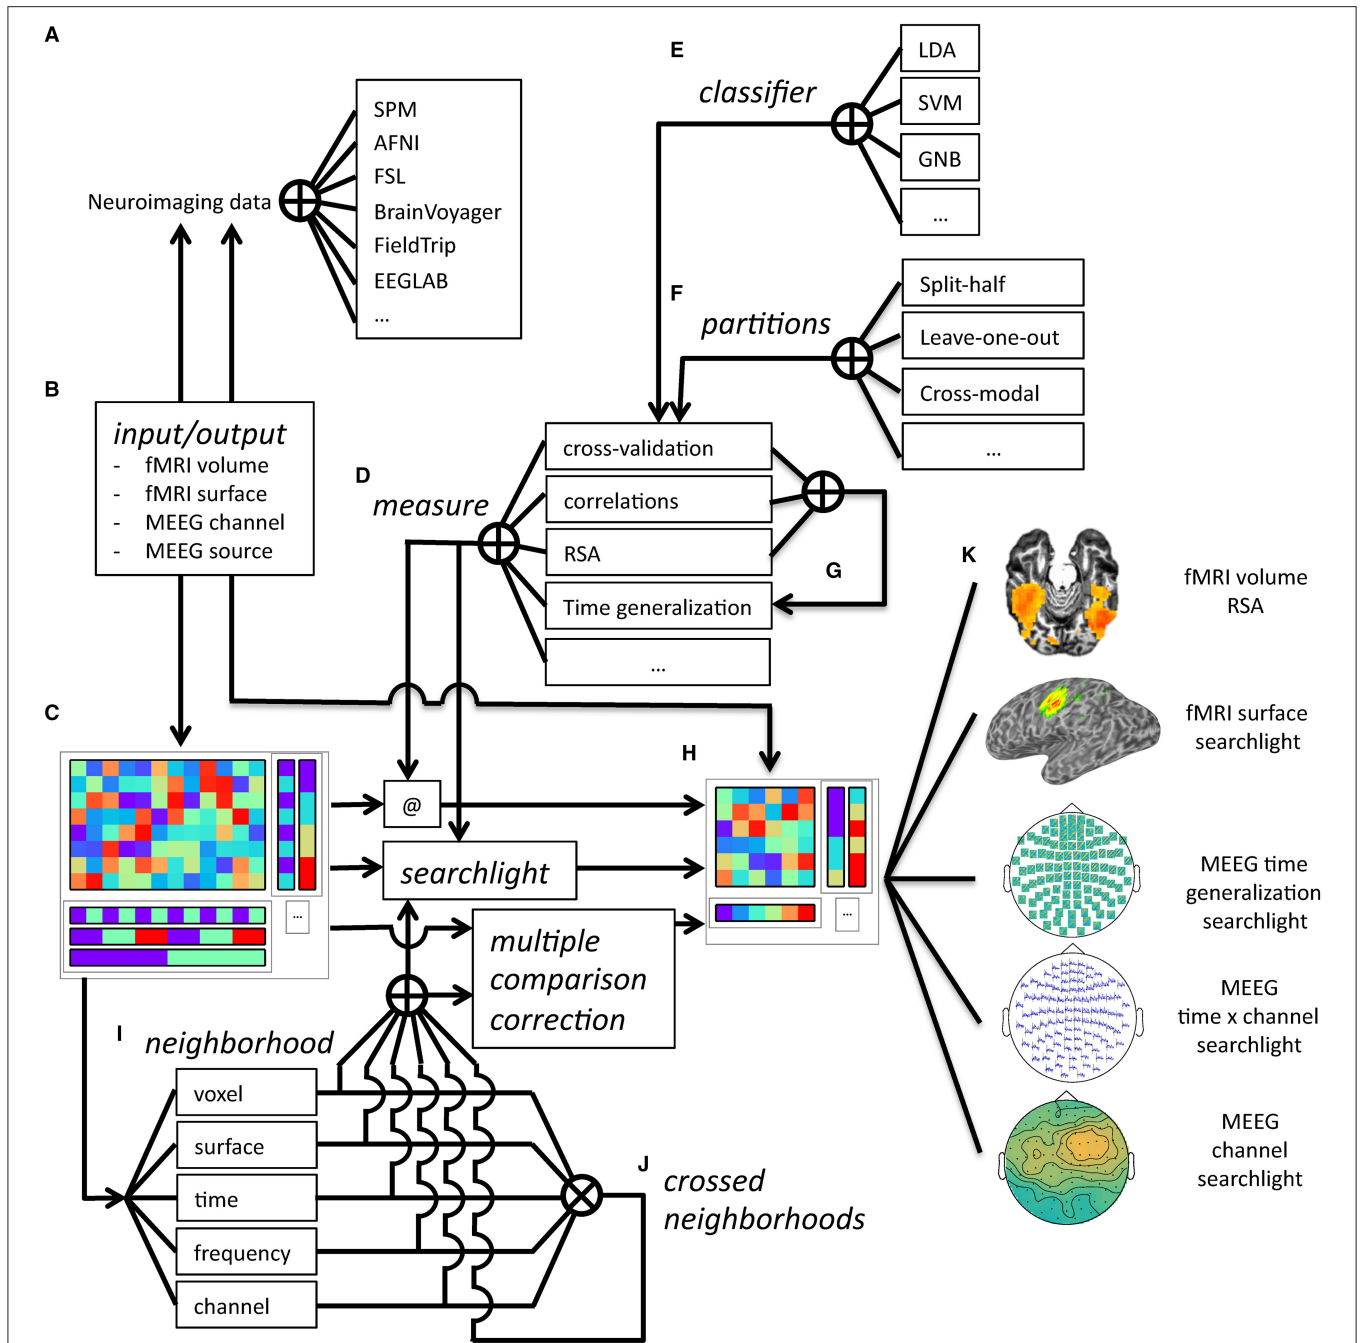 A
SPM
AFNI
FSL
BrainVoyager
FieldTrip
EEGLAB
...
Neuroimaging data
E
classifier
LDA
SVM
GNB
...
F
partitions
Split-half
Leave-one-out
Cross-modal
...
B
input/output
- fMRI volume
- fMRI surface
- MEEG channel
- MEEG source
D
measure
cross-validation
correlations
RSA
Time generalization
...
G
C
...
@
searchlight
multiple
comparison
correction
H
...
I
neighborhood
voxel
surface
time
frequency
channel
J
crossed
neighborhoods
K
fMRI volume
RSA
fMRI surface
searchlight
MEEG time
generalization
searchlight
MEEG
time x channel
searchlight
MEEG
channel
searchlight